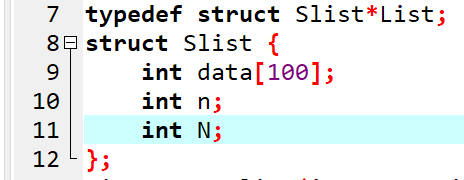 7 typedef struct Slist*List;
8 struct Slist {
9 int data[100];
10 int n;
11 int N;
12 };